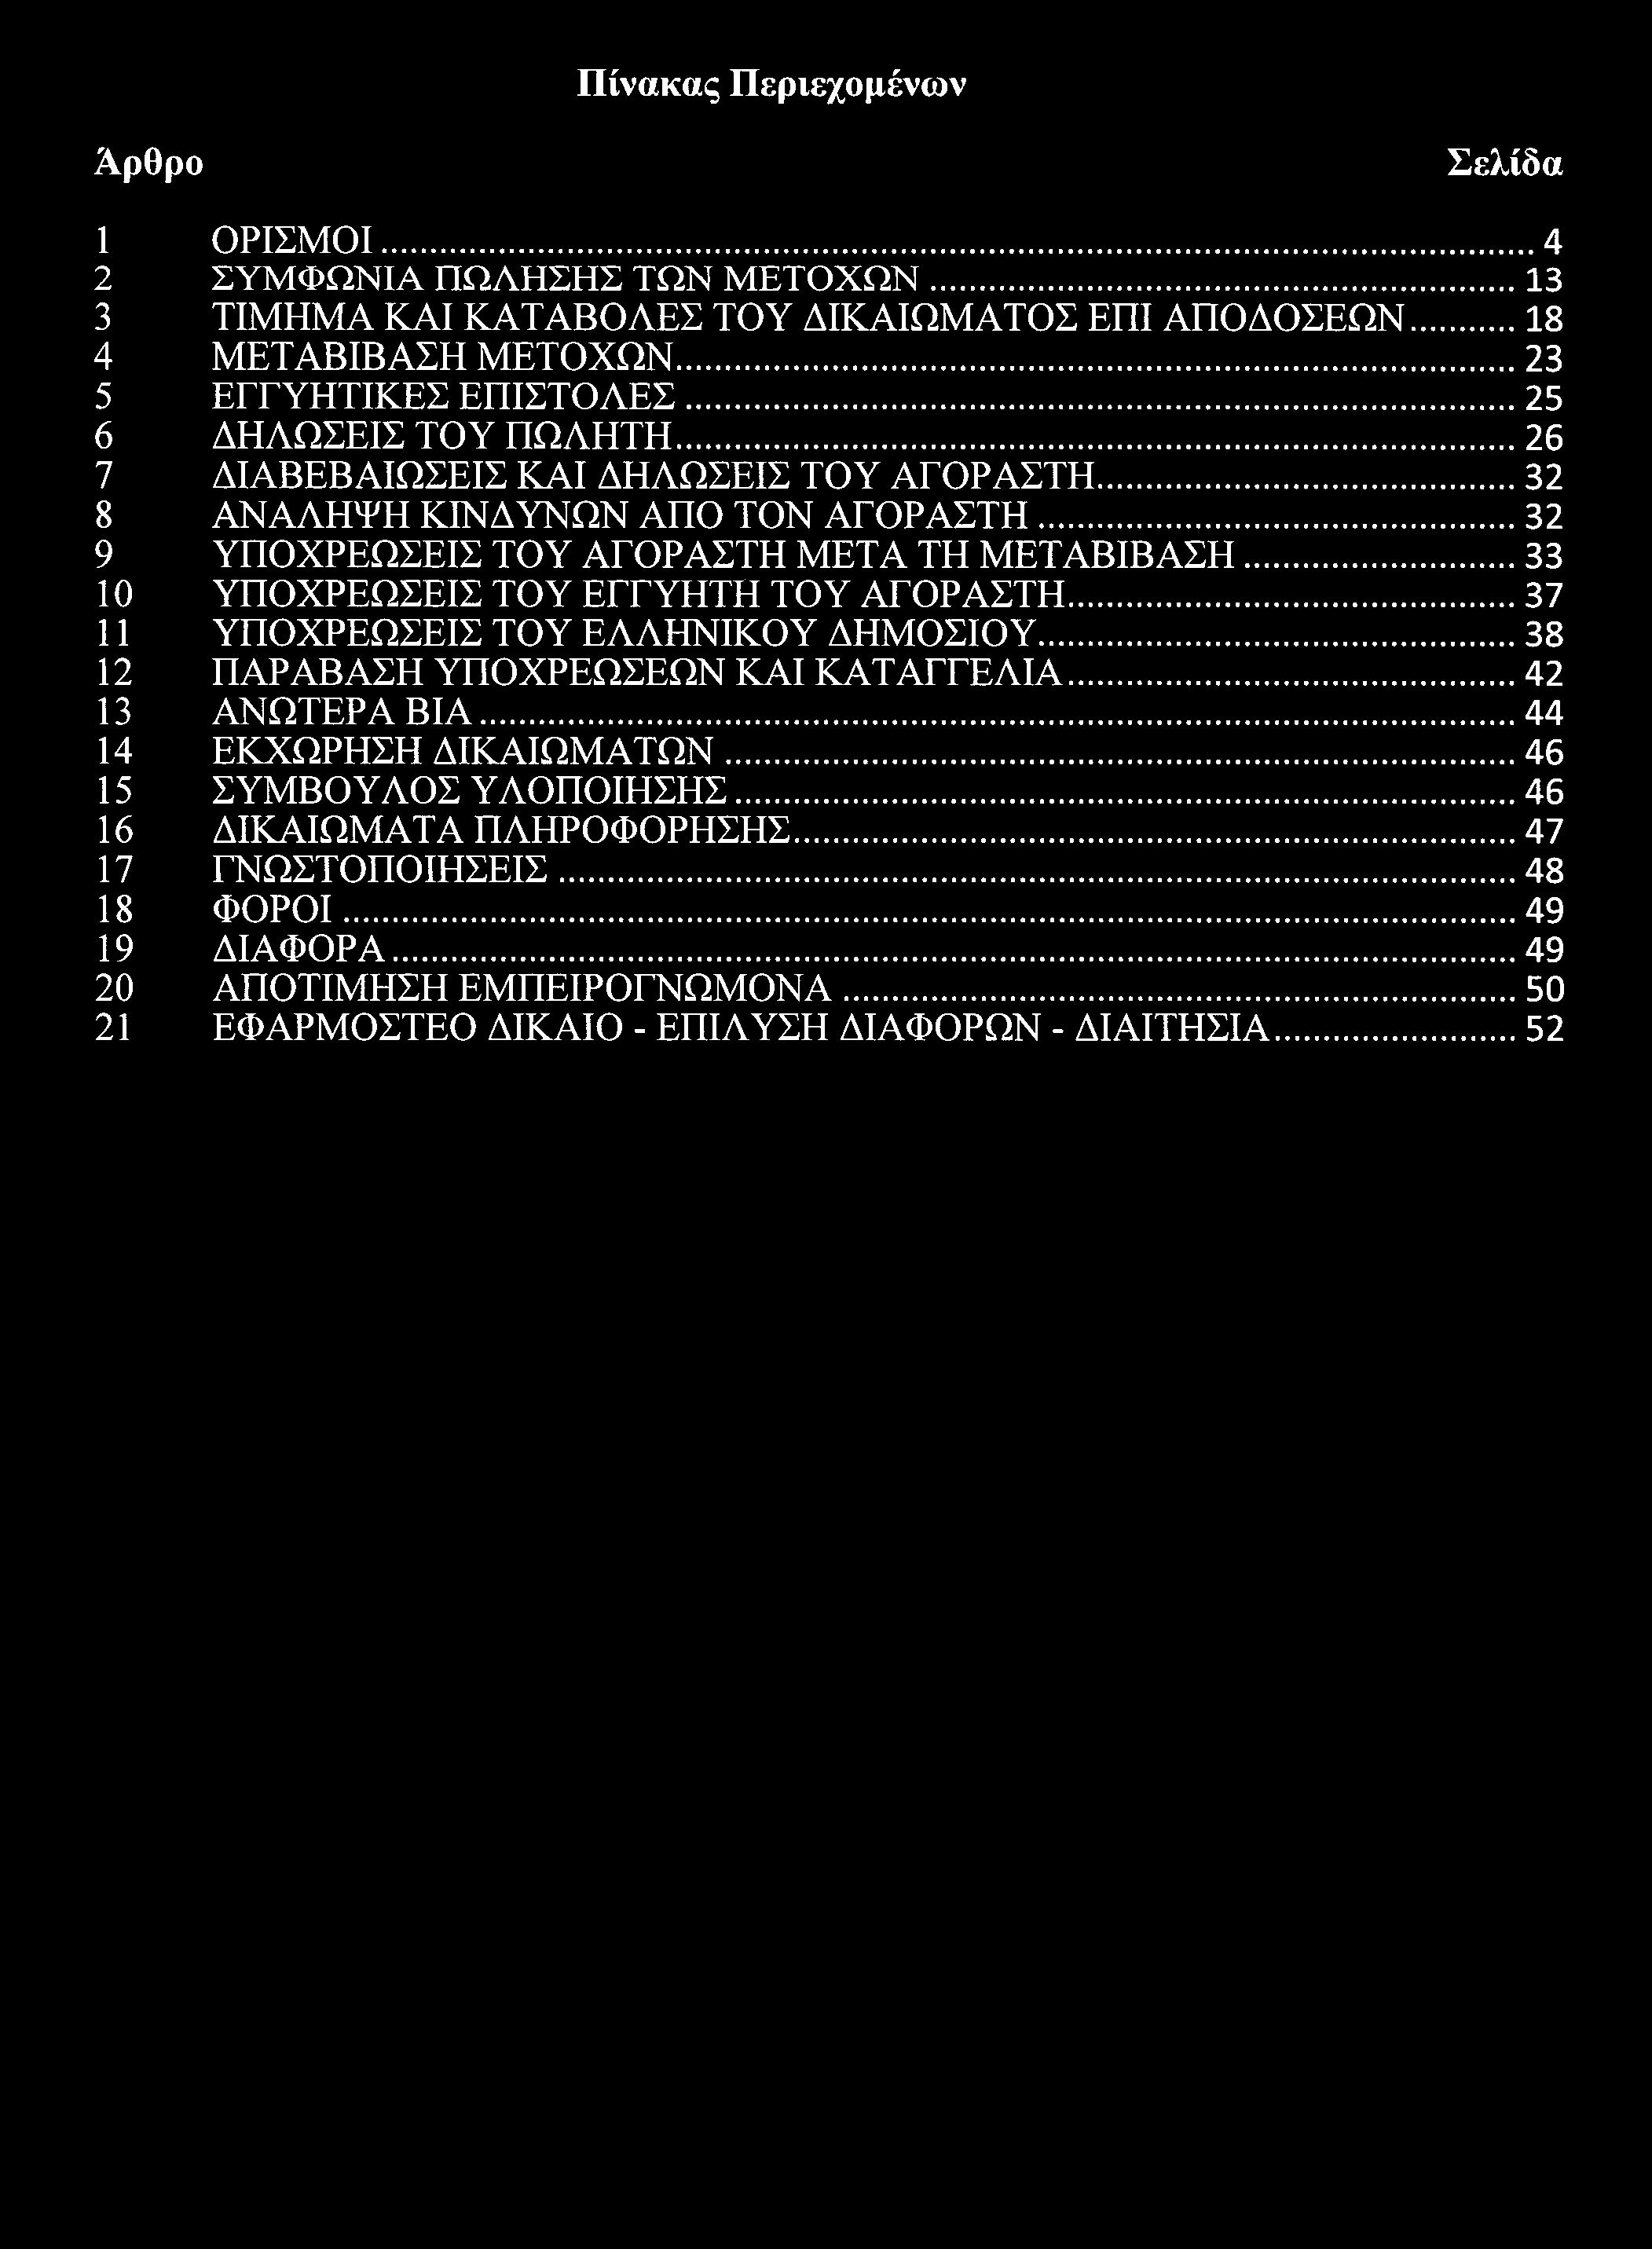 Πίνακας Περιεχομένων
Άρθρο Σελίδα
1 ΟΡΙΣΜΟΙ 4
2 ΣΥΜΦΩΝΙΑ ΠΩΛΗΣΗΣ ΤΩΝ ΜΕΤΟΧΩΝ 13
3 ΤΙΜΗΜΑ ΚΑΙ ΚΑΤΑΒΟΛΕΣ ΤΟΥ ΔΙΚΑΙΩΜΑΤΟΣ ΕΠΙ ΑΠΟΔΟΣΕΩΝ 18
4 ΜΕΤΑΒΙΒΑΣΗ ΜΕΤΟΧΩΝ 23
5 ΕΓΓΥΗΤΙΚΕΣ ΕΠΙΣΤΟΛΕΣ 25
6 ΔΗΛΩΣΕΙΣ ΤΟΥ ΠΩΛΗΤΗ 26
7 ΔΙΑΒΕΒΑΙΩΣΕΙΣ ΚΑΙ ΔΗΛΩΣΕΙΣ ΤΟΥ ΑΓΟΡΑΣΤΗ 32
8 ΑΝΑΛΗΨΗ ΚΙΝΔΥΝΩΝ ΑΠΟ ΤΟΝ ΑΓΟΡΑΣΤΗ 32
9 ΥΠΟΧΡΕΩΣΕΙΣ ΤΟΥ ΑΓΟΡΑΣΤΗ ΜΕΤΑ ΤΗ ΜΕΤΑΒΙΒΑΣΗ 33
10 ΥΠΟΧΡΕΩΣΕΙΣ ΤΟΥ ΕΓΓΥΗΤΗ ΤΟΥ ΑΓΟΡΑΣΤΗ 37
11 ΥΠΟΧΡΕΩΣΕΙΣ ΤΟΥ ΕΛΛΗΝΙΚΟΥ ΔΗΜΟΣΙΟΥ 38
12 ΠΑΡΑΒΑΣΗ ΥΠΟΧΡΕΩΣΕΩΝ ΚΑΙ ΚΑΤΑΓΓΕΛΙΑ 42
13 ΑΝΩΤΕΡΑ ΒΙΑ 44
14 ΕΚΧΩΡΗΣΗ ΔΙΚΑΙΩΜΑΤΩΝ 46
15 ΣΥΜΒΟΥΛΟΣ ΥΛΟΠΟΙΗΣΗΣ 46
16 ΔΙΚΑΙΩΜΑΤΑ ΠΛΗΡΟΦΟΡΗΣΗΣ 47
17 ΓΝΩΣΤΟΠΟΙΗΣΕΙΣ 48
18 ΦΟΡΟΙ 49
19 ΔΙΑΦΟΡΑ 49
20 ΑΠΟΤΙΜΗΣΗ ΕΜΠΕΙΡΟΓΝΩΜΟΝΑ 50
21 ΕΦΑΡΜΟΣΤΕΟ ΔΙΚΑΙΟ - ΕΠΙΛΥΣΗ ΔΙΑΦΟΡΩΝ - ΔΙΑΙΤΗΣΙΑ 52